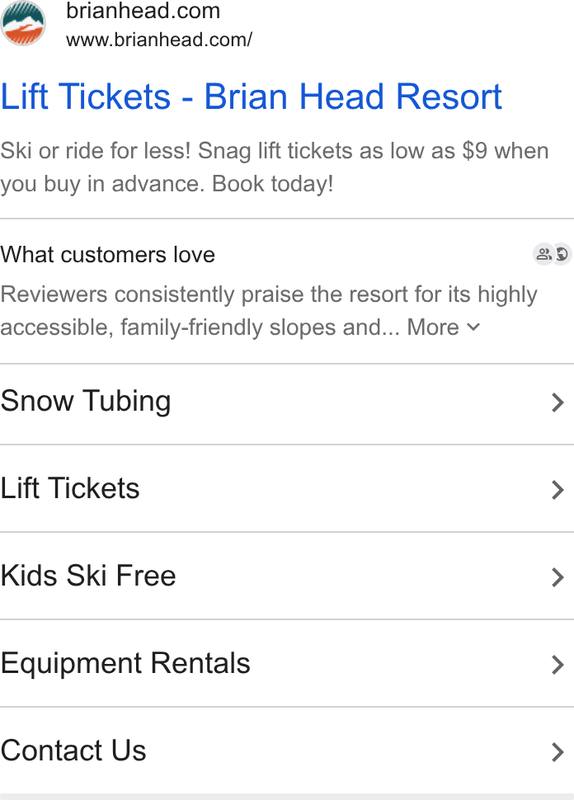 brianhead.com
www.brianhead.com/
Lift Tickets - Brian Head Resort
Ski or ride for less! Snag lift tickets as low as $9 when
you buy in advance. Book today!
What customers love
Reviewers consistently praise the resort for its highly
accessible, family-friendly slopes and... More
Snow Tubing
Lift Tickets
Kids Ski Free
Equipment Rentals
Contact Us